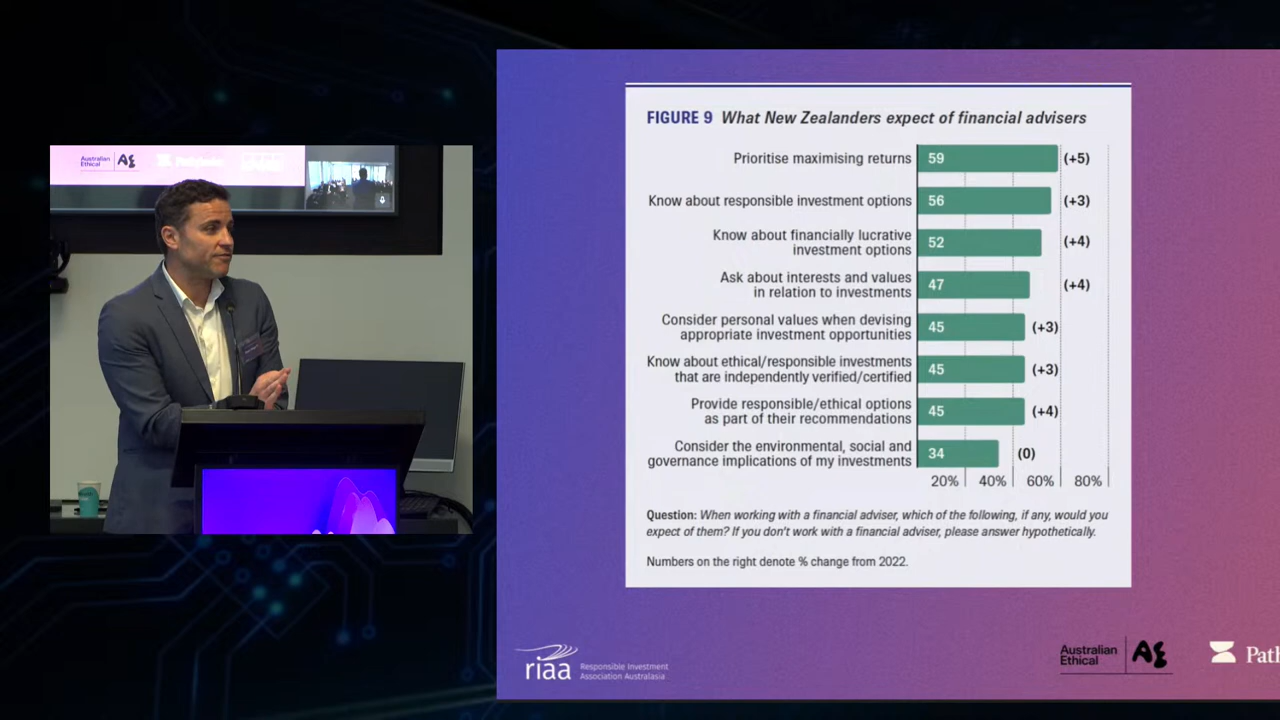 Australian
Ethical
FIGURE 9 What New Zealanders expect of financial advisers
Prioritise maximising returns 59 (+5)
Know about responsible investment options 56 (+3)
Know about financially lucrative
investment options 52 (+4)
Ask about interests and values
in relation to investments 47 (+4)
Consider personal values when devising
appropriate investment opportunities 45 (+3)
Know about ethical/responsible investments
that are independently verified/certified 45 (+3)
Provide responsible/ethical options
as part of their recommendations 45 (+4)
Consider the environmental, social and
governance implications of my investments 34 (0)
20% 40% 60% 80%
Question: When working with a financial adviser, which of the following, if any, would you
expect of them? If you don't work with a financial adviser, please answer hypothetically.
Numbers on the right denote % change from 2022.
riaa Responsible Investment
Association Australasia
Australian
Ethical AE
Path